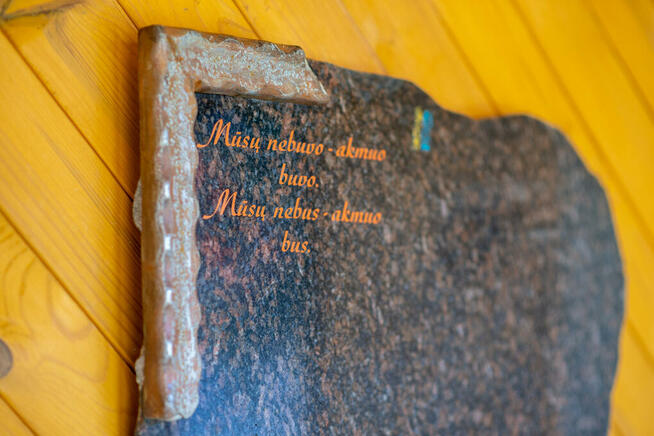 Mūsų nebuvo - akmuo
buvo.
Mūsų nebus - akmuo
bus.